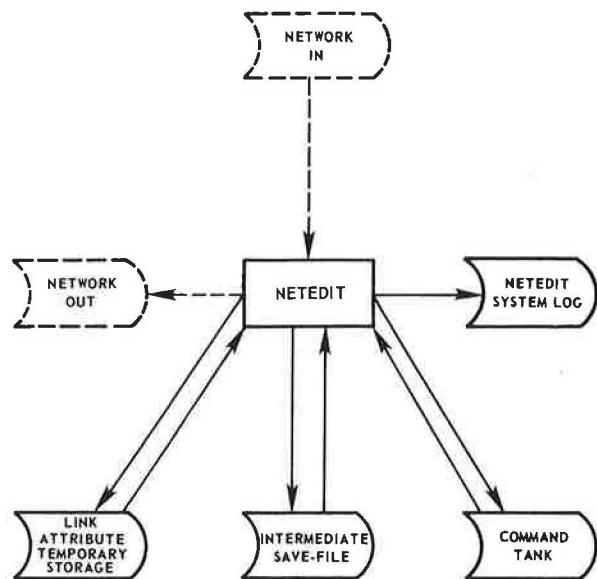 NETWORK
IN
NETWORK
OUT
NETEDIT
NETEDIT
SYSTEM LOG
LINK
ATTRIBUTE
TEMPORARY
STORAGE
INTERMEDIATE
SAVE-FILE
COMMAND
TANK